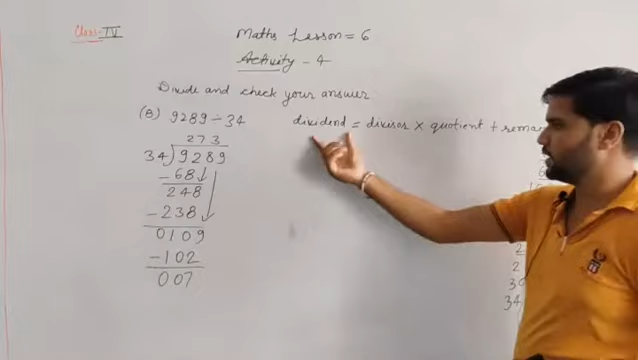 Class-IV
Maths Lesson = 6
Activity - 4
Divide and check your answer
(B) 9289 ÷ 34
dividend = divisor × quotient +
273
34)9289
-68
248
-238
0109
-102
007